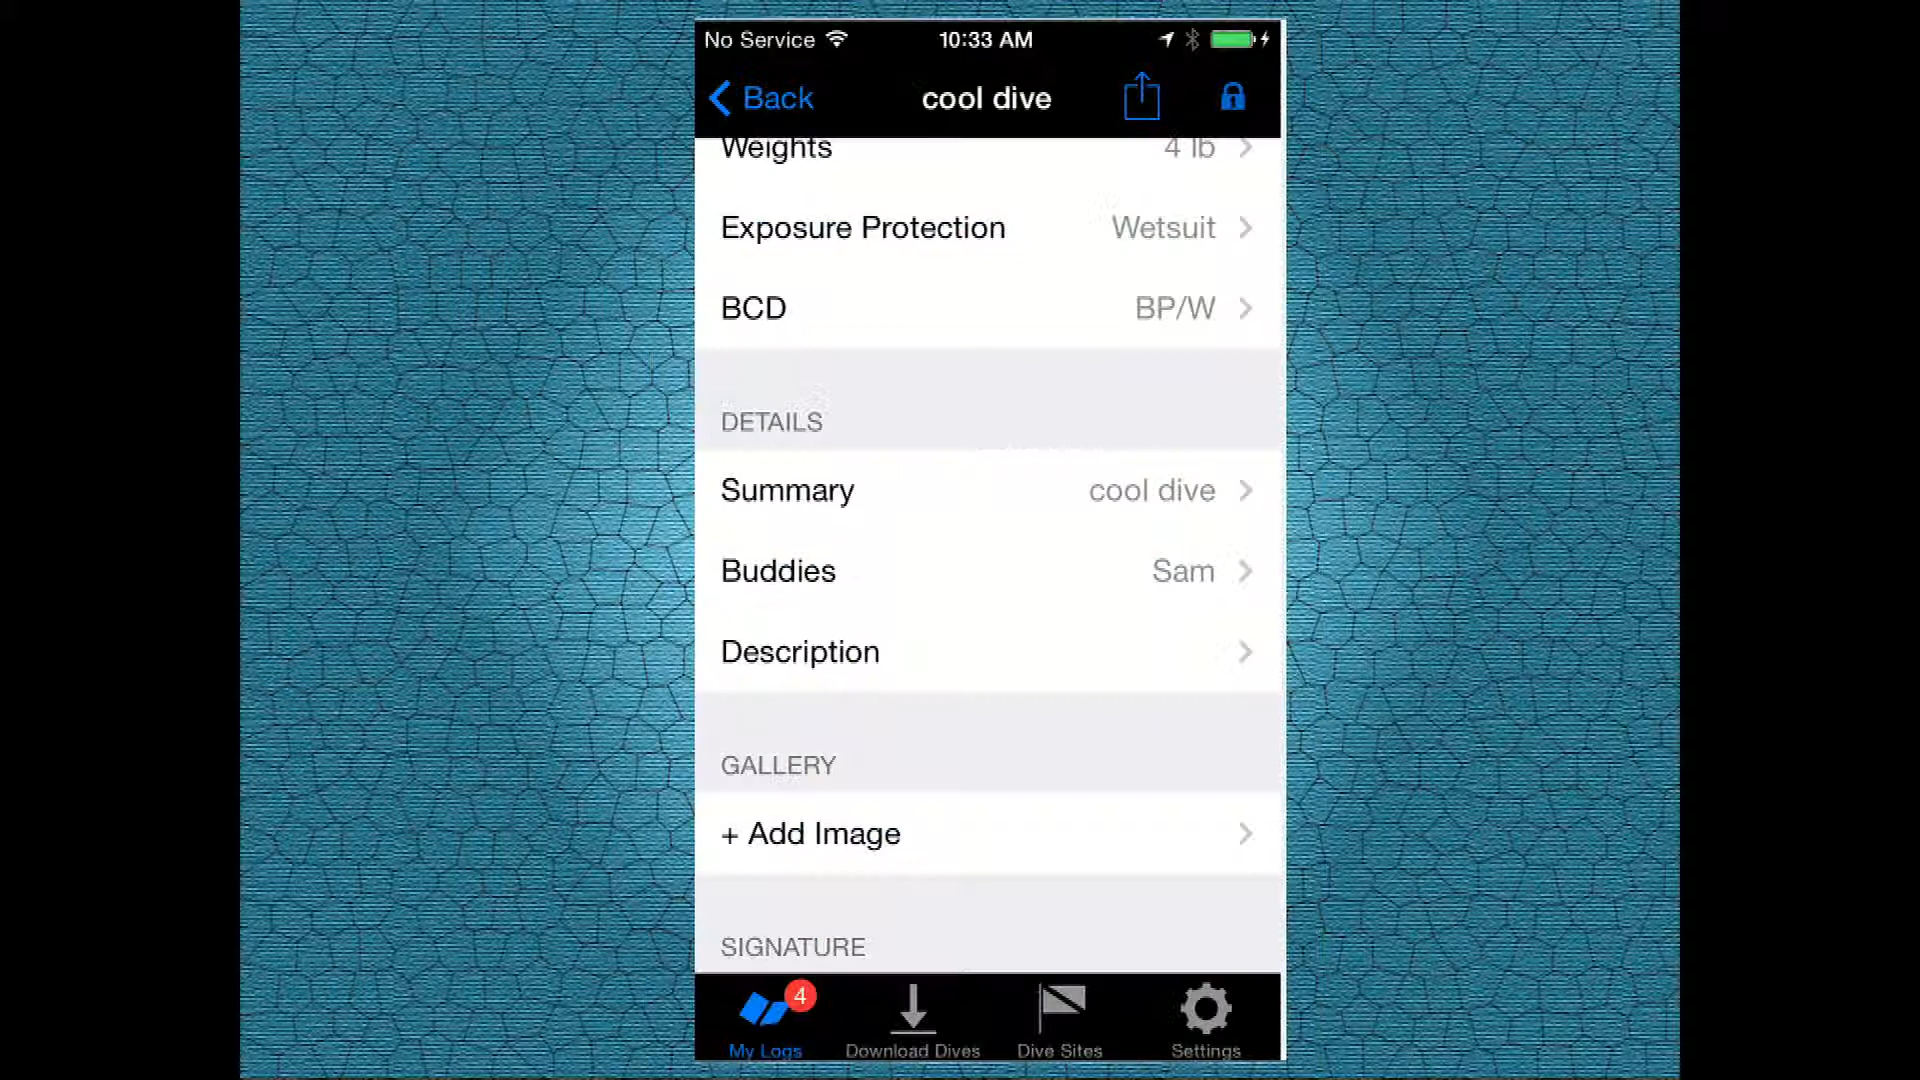 No Service 10:33 AM
Back cool dive
Weights 4 lb
Exposure Protection Wetsuit
BCD BP/W
DETAILS
Summary cool dive
Buddies Sam
Description
GALLERY
+ Add Image
SIGNATURE
4
My Logs Download Dives Dive Sites Settings